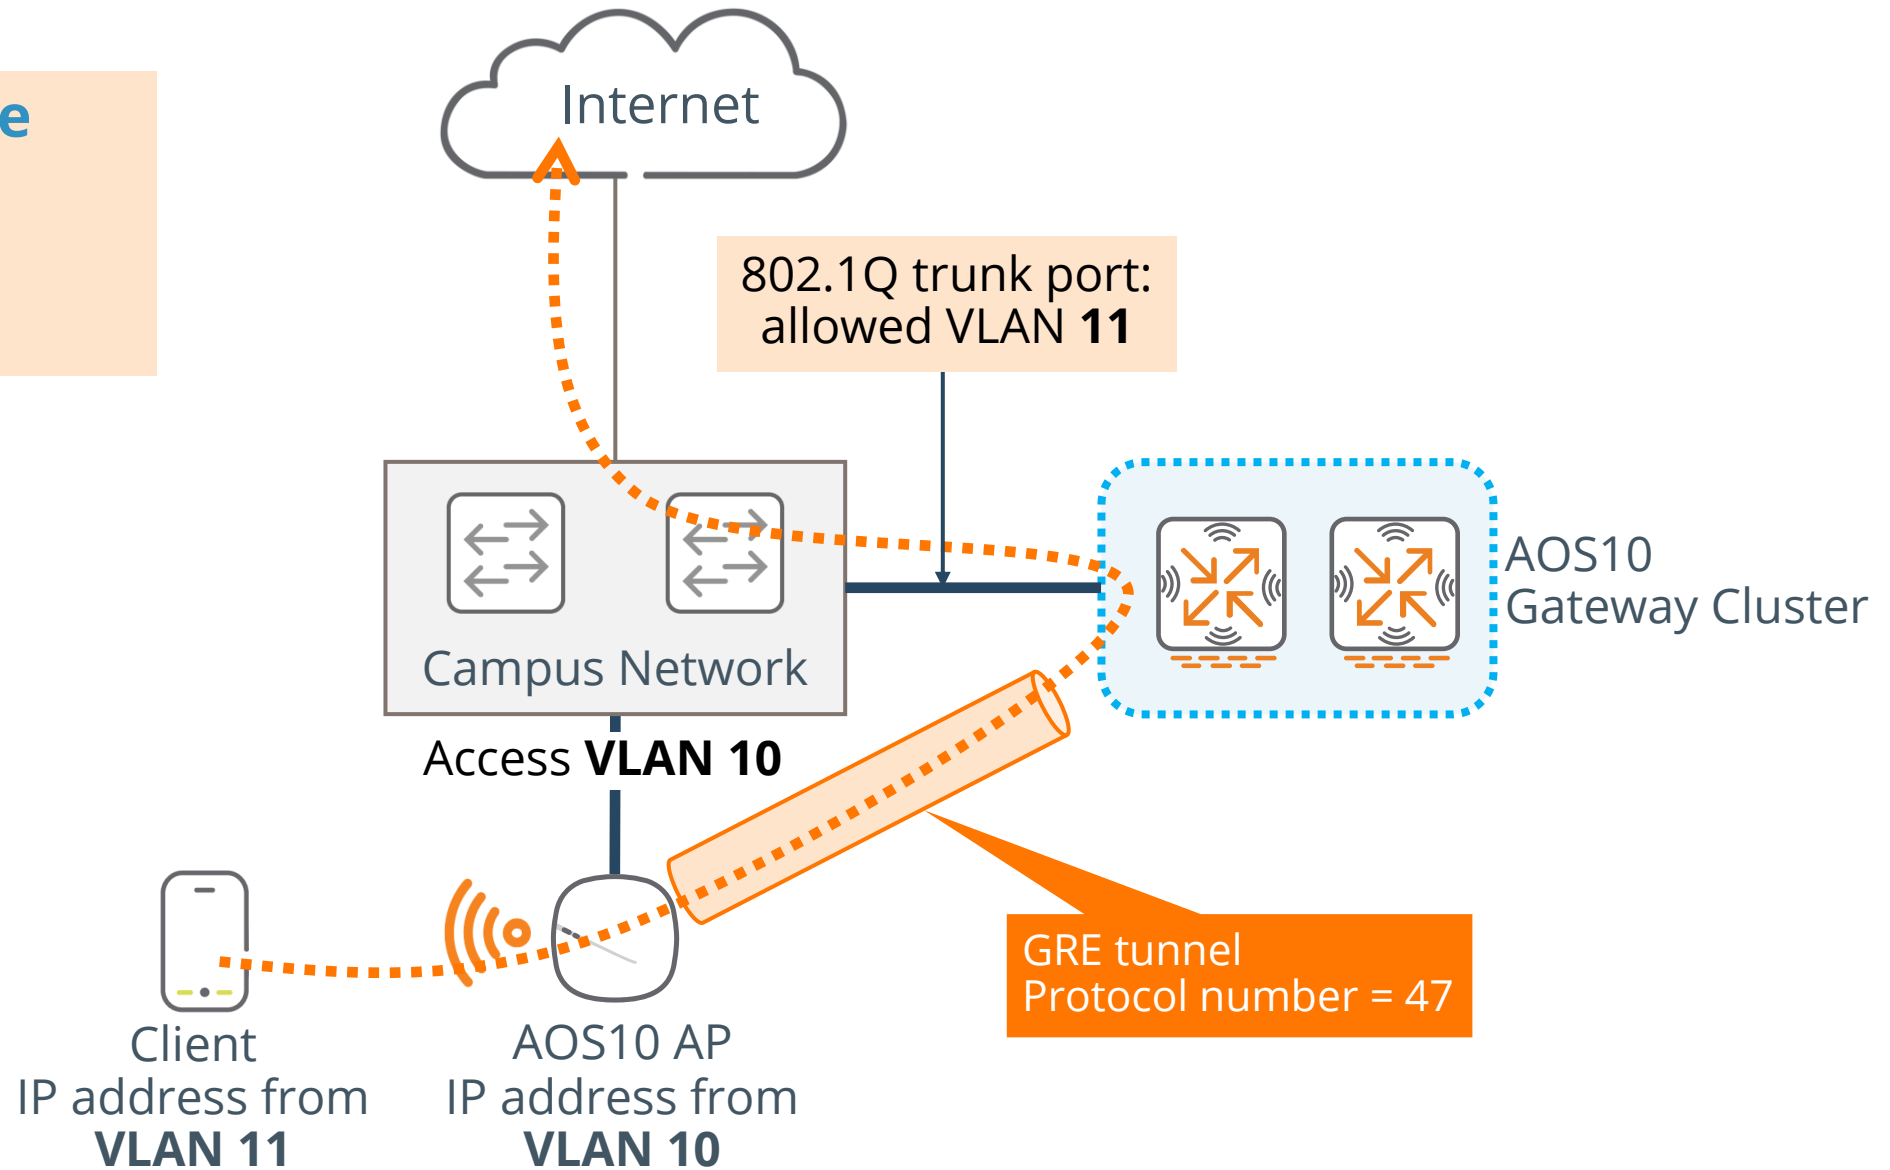 e
Internet
802.1Q trunk port:
allowed VLAN 11
AOS10
Gateway Cluster
Campus Network
Access VLAN 10
GRE tunnel
Protocol number = 47
Client
IP address from
VLAN 11
AOS10 AP
IP address from
VLAN 10